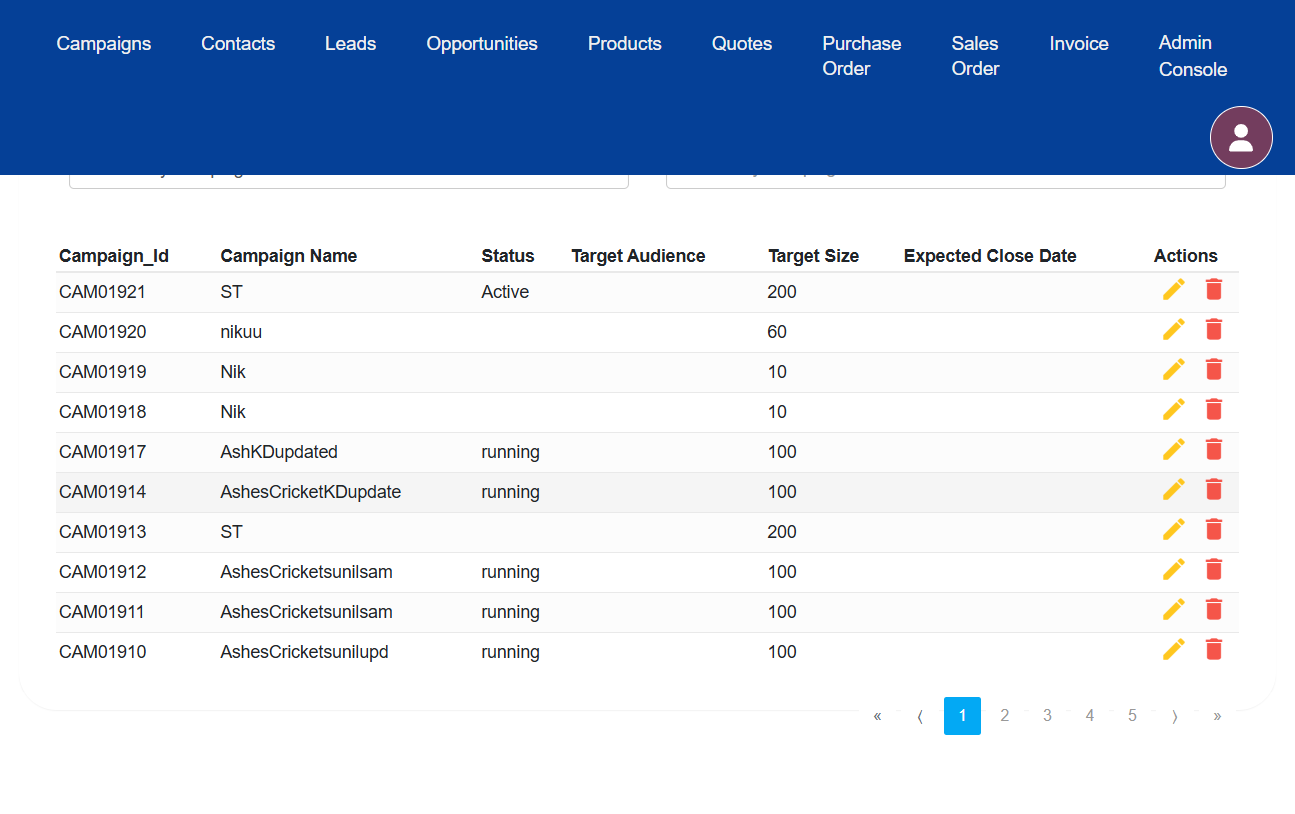 Campaigns Contacts Leads Opportunities Products Quotes Purchase Order Sales Order Invoice Admin Console
Campaign_Id Campaign Name Status Target Audience Target Size Expected Close Date Actions
CAM01921 ST Active 200
CAM01920 nikuu 60
CAM01919 Nik 10
CAM01918 Nik 10
CAM01917 AshKDupdated running 100
CAM01914 AshesCricketKDupdate running 100
CAM01913 ST 200
CAM01912 AshesCricketsunilsam running 100
CAM01911 AshesCricketsunilsam running 100
CAM01910 AshesCricketsunilupd running 100
« ⟨ 1 2 3 4 5 ⟩ »